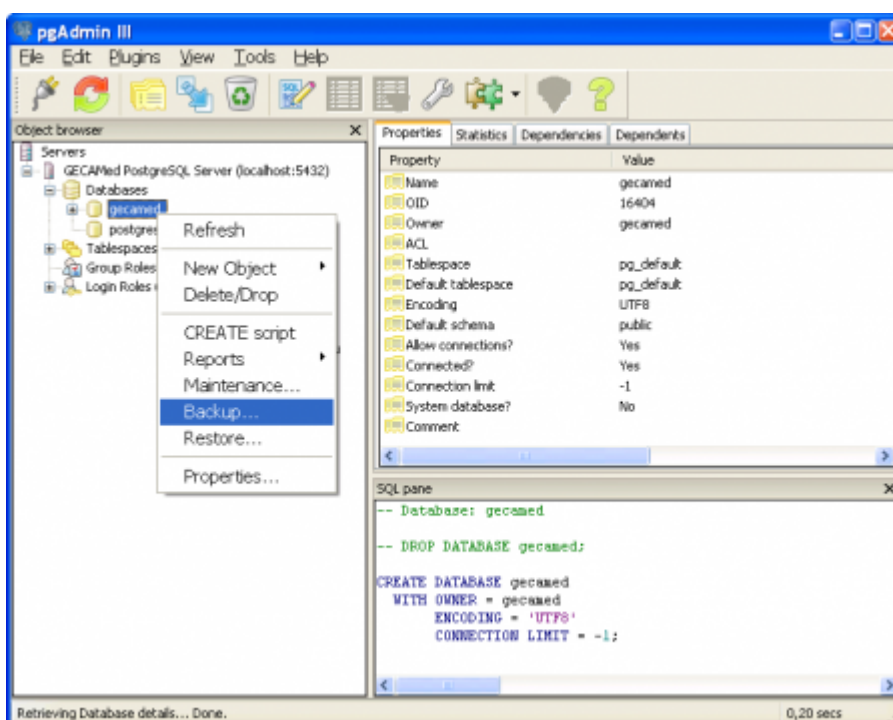 pgAdmin III
File Edit Plugins View Tools Help
Object browser
Servers
GECAMed PostgreSQL Server (localhost:5432)
Databases
gecamed
postgres
Tablespaces
Group Roles
Login Roles
Refresh
New Object
Delete/Drop
CREATE script
Reports
Maintenance...
Backup...
Restore...
Properties...
Properties Statistics Dependencies Dependents
Property Value
Name gecamed
OID 16404
Owner gecamed
ACL
Tablespace pg_default
Default tablespace pg_default
Encoding UTF8
Default schema public
Allow connections? Yes
Connected? Yes
Connection limit -1
System database? No
Comment
SQL pane
-- Database: gecamed
-- DROP DATABASE gecamed;
CREATE DATABASE gecamed
WITH OWNER = gecamed
ENCODING = 'UTF8'
CONNECTION LIMIT = -1;
Retrieving Database details... Done. 0,20 secs